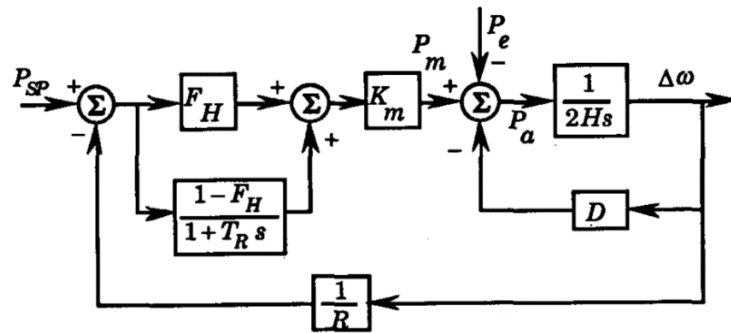 P_e
P_m
P_SP + Σ F_H + Σ K_m + Σ - P_a 1/2Hs Δω
- + -
1 - F_H
1 + T_R s
D
1/R